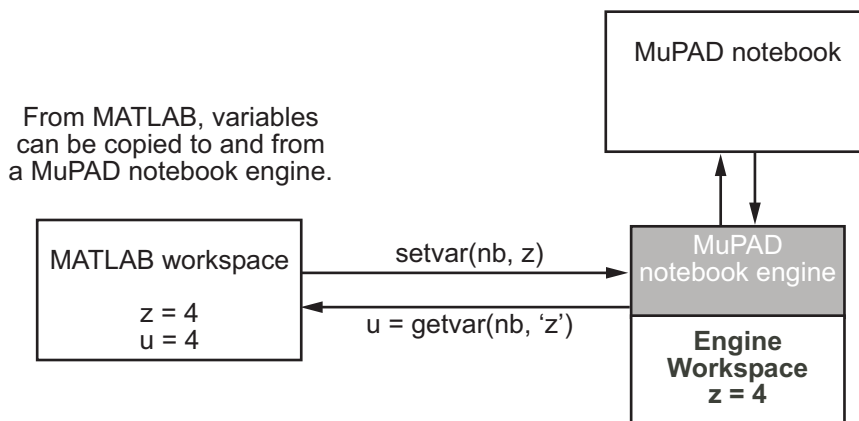 MuPAD notebook
From MATLAB, variables
can be copied to and from
a MuPAD notebook engine.
MATLAB workspace
z = 4
u = 4
setvar(nb, z)
u = getvar(nb, ‘z’)
MuPAD
notebook engine
Engine
Workspace
z = 4